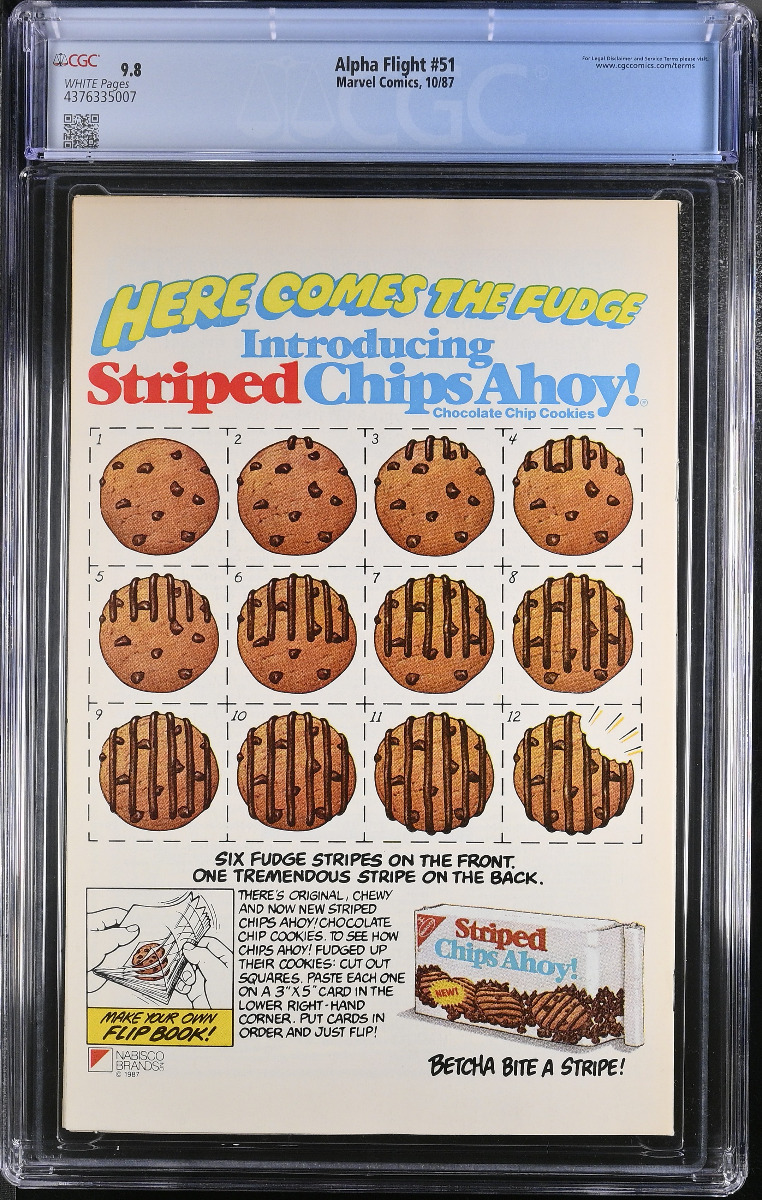 CGC
9.8
WHITE Pages
4376335007
Alpha Flight #51
Marvel Comics, 10/87
For Legal Disclaimer and Service Terms please visit:
www.cgccomics.com/terms
CGC
HERE COMES THE FUDGE
Introducing
Striped Chips Ahoy!®
Chocolate Chip Cookies
1
2
3
4
5
6
7
8
9
10
11
12
SIX FUDGE STRIPES ON THE FRONT.
ONE TREMENDOUS STRIPE ON THE BACK.
MAKE YOUR OWN
FLIP BOOK!
THERE'S ORIGINAL, CHEWY
AND NOW NEW STRIPED
CHIPS AHOY! CHOCOLATE
CHIP COOKIES. TO SEE HOW
CHIPS AHOY! FUDGED UP
THEIR COOKIES: CUT OUT
SQUARES. PASTE EACH ONE
ON A 3"X5" CARD IN THE
LOWER RIGHT-HAND
CORNER. PUT CARDS IN
ORDER AND JUST FLIP!
Striped
Chips Ahoy!
NEW!
BETCHA BITE A STRIPE!
NABISCO
BRANDS
© 1987